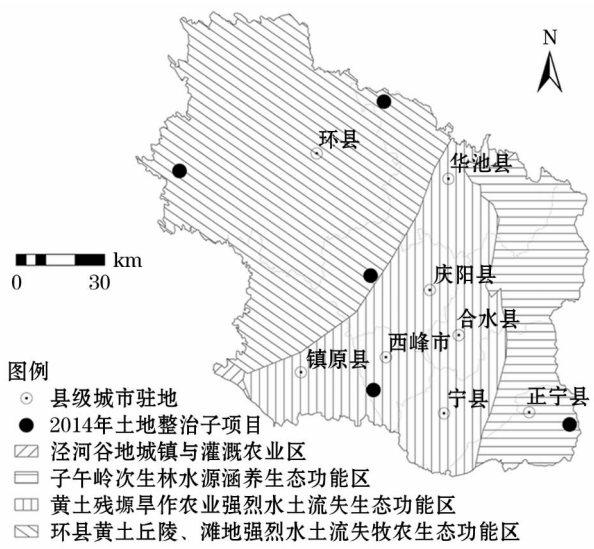 N
环县
华池县
km
0 30
庆阳县
合水县
西峰市
镇原县
宁县
正宁县
图例
县级城市驻地
2014年土地整治子项目
泾河谷地城镇与灌溉农业区
子午岭次生林水源涵养生态功能区
黄土残塬旱作农业强烈水土流失生态功能区
环县黄土丘陵、滩地强烈水土流失牧农生态功能区